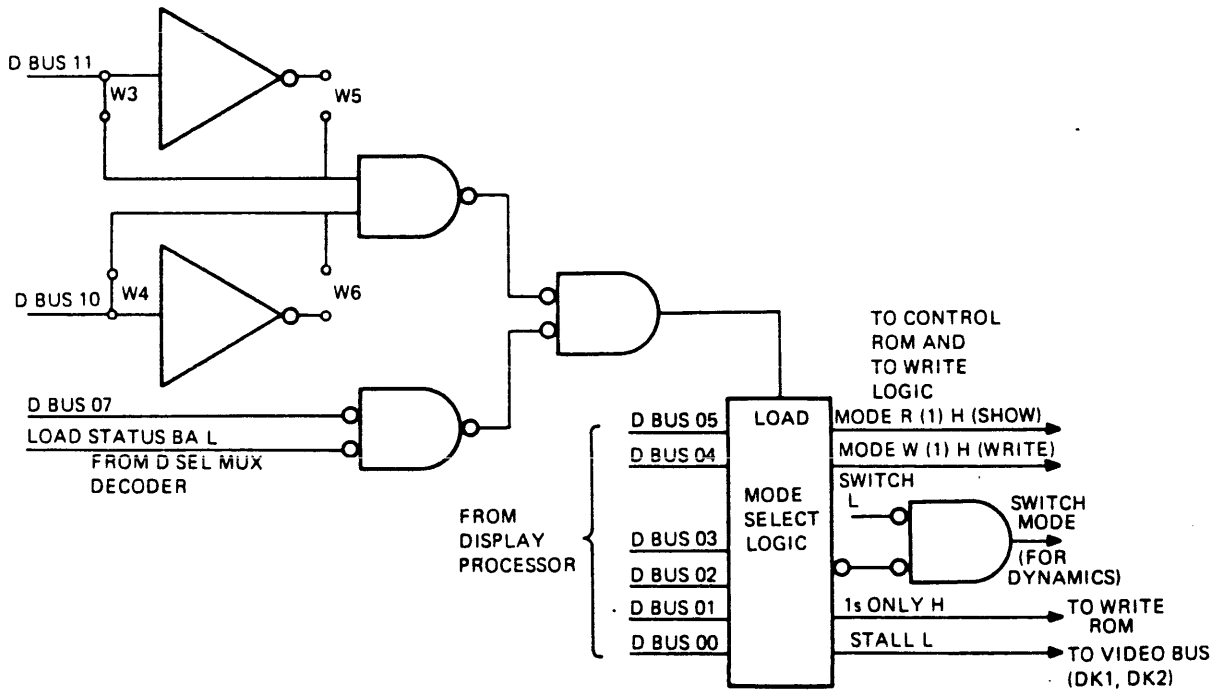 D BUS 11
W3
W5
D BUS 10
W4
W6
D BUS 07
LOAD STATUS BA L
FROM D SEL MUX
DECODER
TO CONTROL
ROM AND
TO WRITE
LOGIC
FROM
DISPLAY
PROCESSOR
D BUS 05
D BUS 04
D BUS 03
D BUS 02
D BUS 01
D BUS 00
LOAD
MODE
SELECT
LOGIC
MODE R (1) H (SHOW)
MODE W (1) H (WRITE)
SWITCH
L
SWITCH
MODE
(FOR
DYNAMICS)
1s ONLY H
TO WRITE
ROM
STALL L
TO VIDEO BUS
(DK1, DK2)